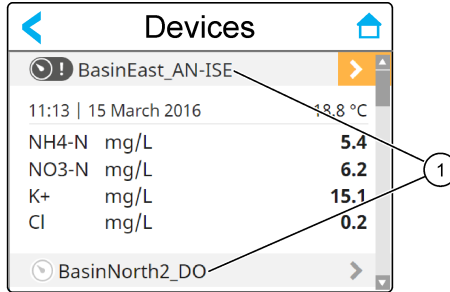 Devices
BasinEast_AN-ISE
11:13 | 15 March 2016 18.8 °C
NH4-N mg/L 5.4
NO3-N mg/L 6.2
K+ mg/L 15.1
Cl mg/L 0.2
BasinNorth2_DO
1